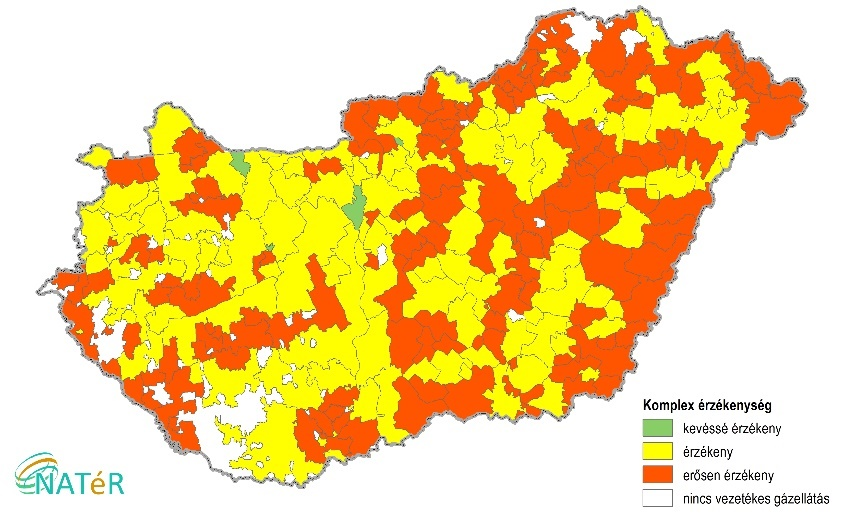 Komplex érzékenység
kevéssé érzékeny
érzékeny
erősen érzékeny
nincs vezetékes gázellátás
NATéR